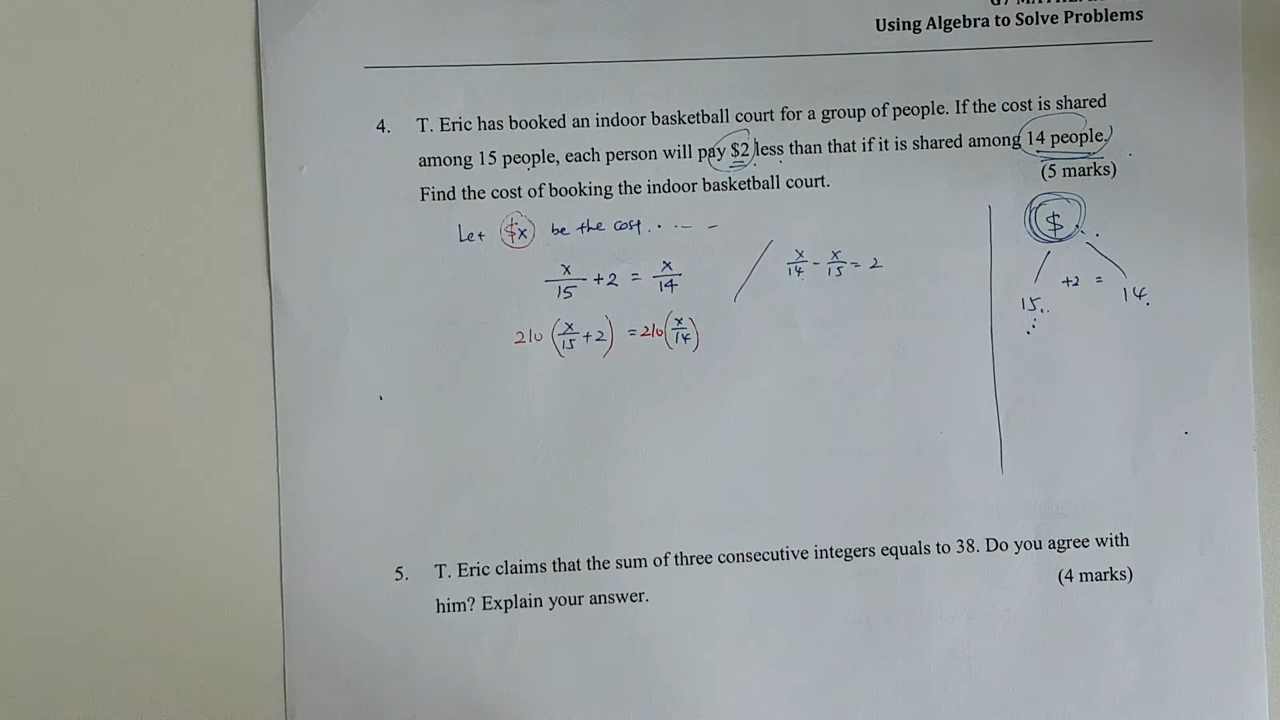 Using Algebra to Solve Problems
4. T. Eric has booked an indoor basketball court for a group of people. If the cost is shared
among 15 people, each person will pay $2 less than that if it is shared among 14 people.
(5 marks)
Find the cost of booking the indoor basketball court.
Let $x be the cost . . . . - -
x/15 + 2 = x/14 / x/14 - x/15 = 2
210 (x/15 + 2) = 210 (x/14)
$ . .
15. . +2 = 14.
5. T. Eric claims that the sum of three consecutive integers equals to 38. Do you agree with
him? Explain your answer.
(4 marks)